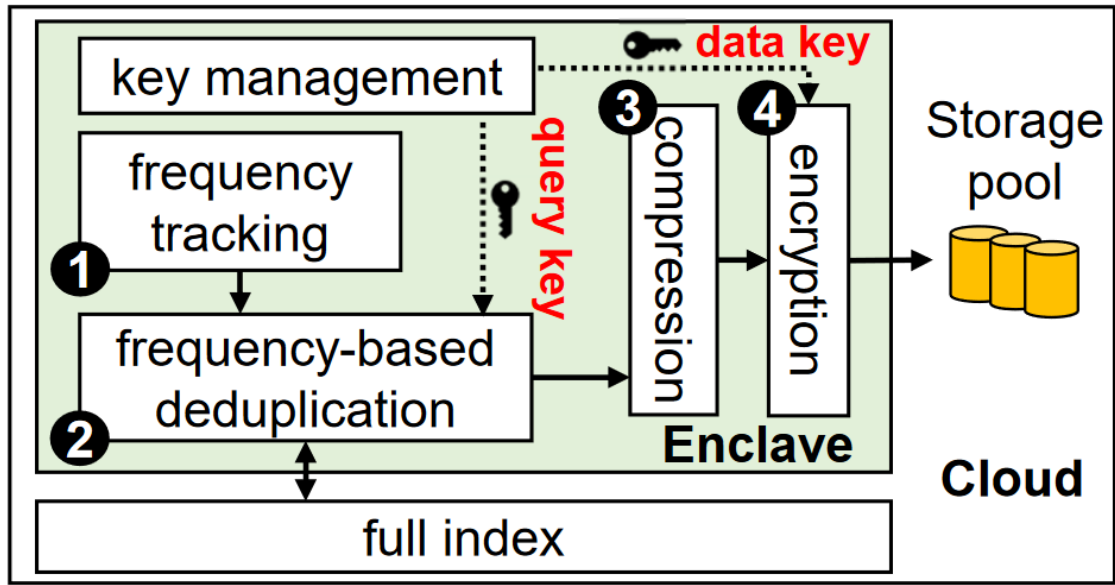 key management
data key
1
frequency
tracking
query key
2
frequency-based
deduplication
3
compression
4
encryption
Enclave
Storage
pool
Cloud
full index